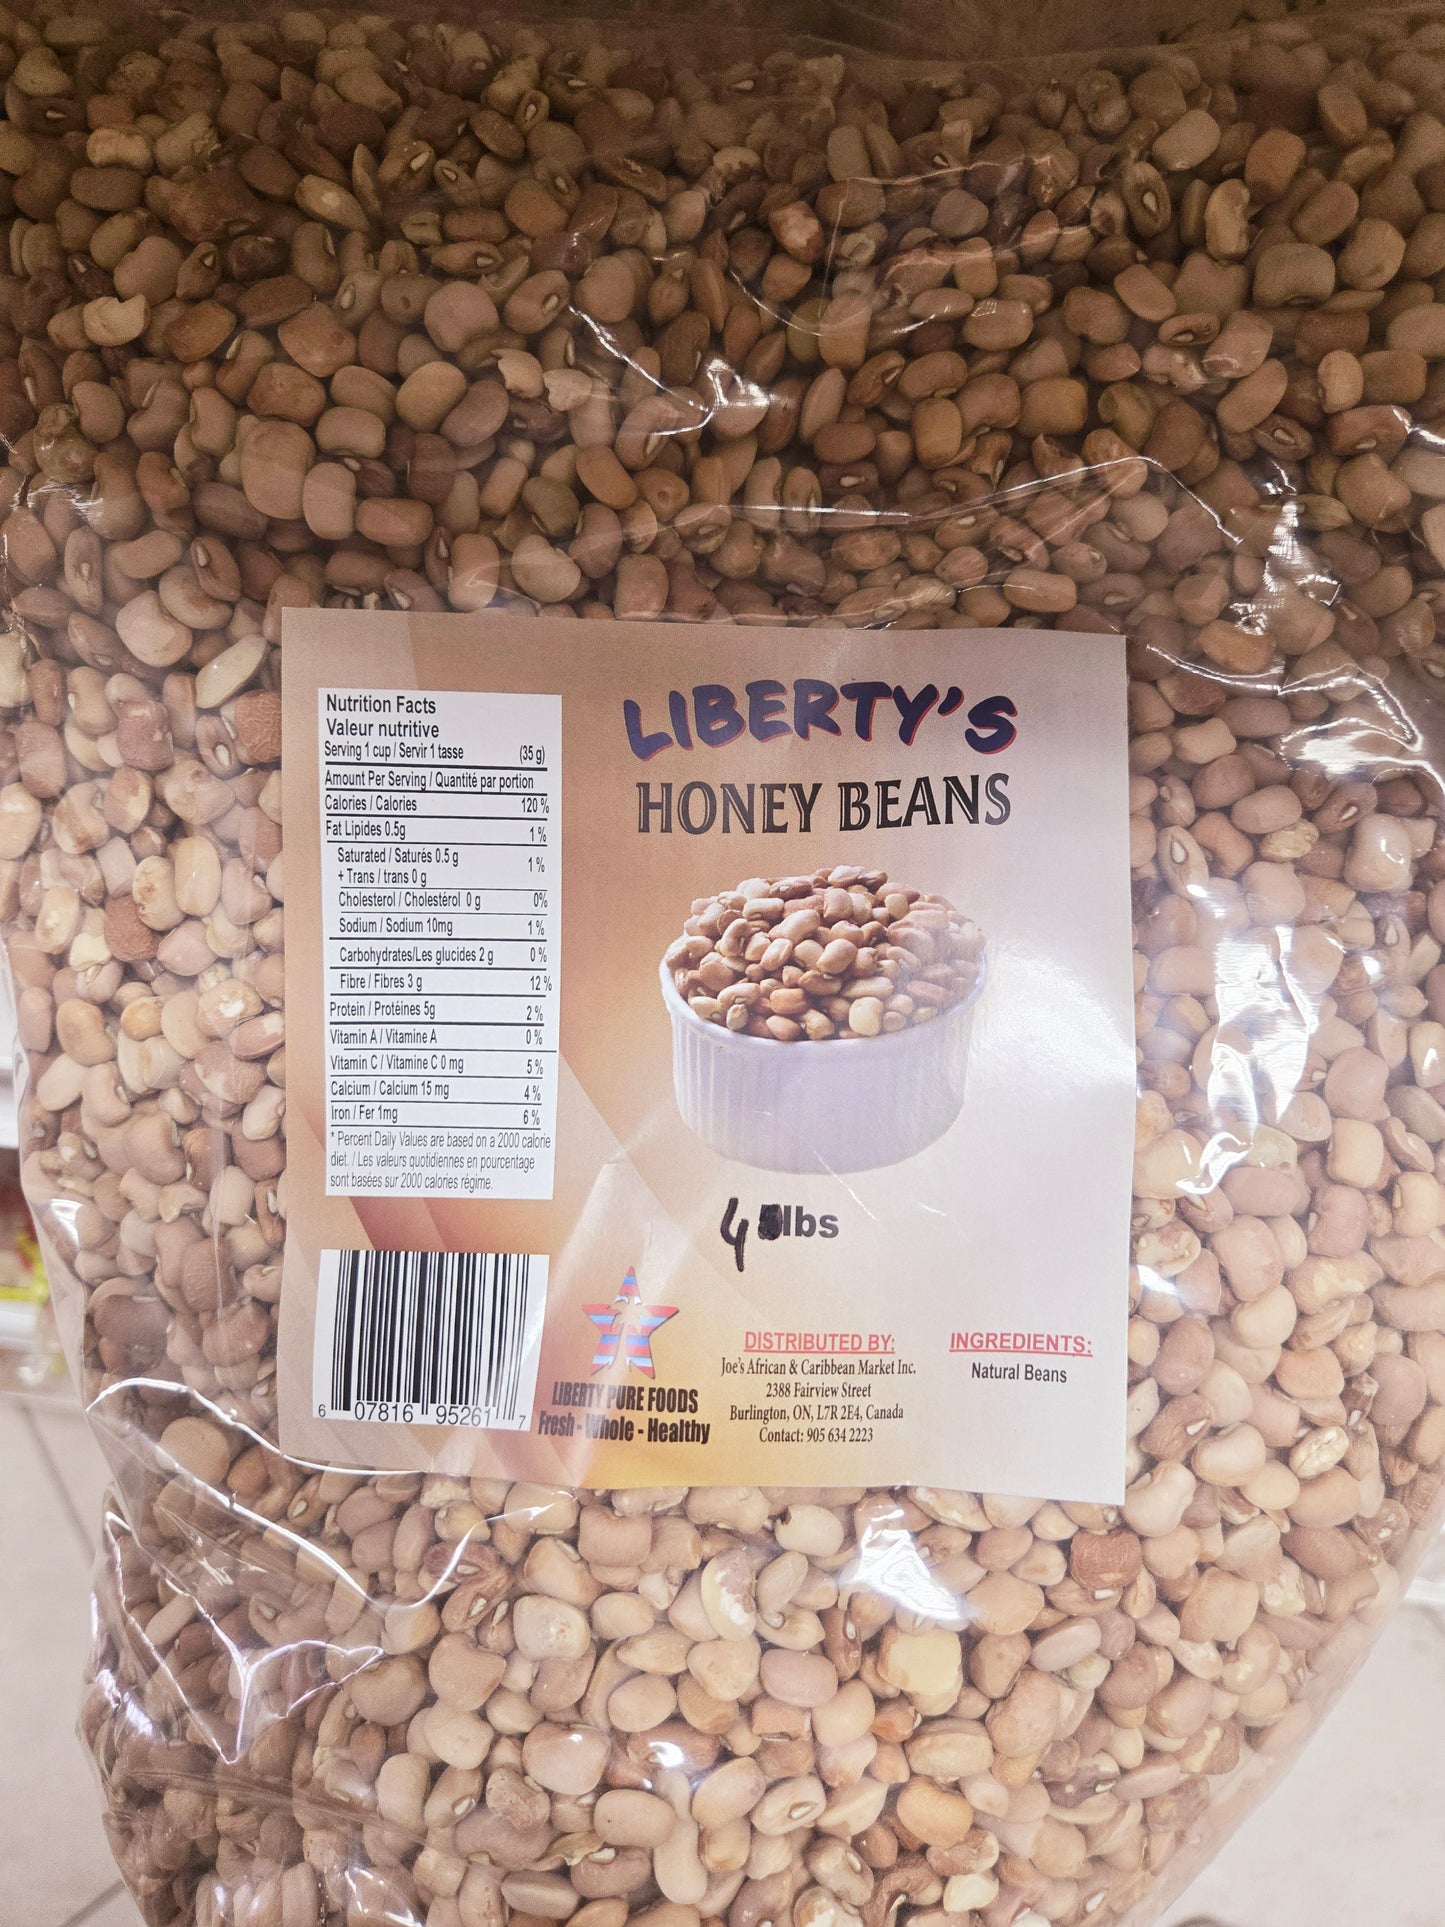 LIBERTY'S
HONEY BEANS
Nutrition Facts
Valeur nutritive
Serving 1 cup / Servir 1 tasse (35 g)
Amount Per Serving / Quantité par portion
Calories / Calories 120 %
Fat Lipides 0.5g 1 %
Saturated / Saturés 0.5 g 1 %
+ Trans / trans 0 g
Cholesterol / Cholestérol 0 g 0%
Sodium / Sodium 10mg 1 %
Carbohydrates/Les glucides 2 g 0 %
Fibre / Fibres 3 g 12 %
Protein / Protéines 5g 2 %
Vitamin A / Vitamine A 0 %
Vitamin C / Vitamine C 0 mg 5 %
Calcium / Calcium 15 mg 4 %
Iron / Fer 1mg 6 %
* Percent Daily Values are based on a 2000 calorie
diet. / Les valeurs quotidiennes en pourcentage
sont basées sur 2000 calories régime.
4 lbs
6 07816 95261 7
LIBERTY PURE FOODS
Fresh - Whole - Healthy
DISTRIBUTED BY:
Joe's African & Caribbean Market Inc.
2388 Fairview Street
Burlington, ON, L7R 2E4, Canada
Contact: 905 634 2223
INGREDIENTS:
Natural Beans